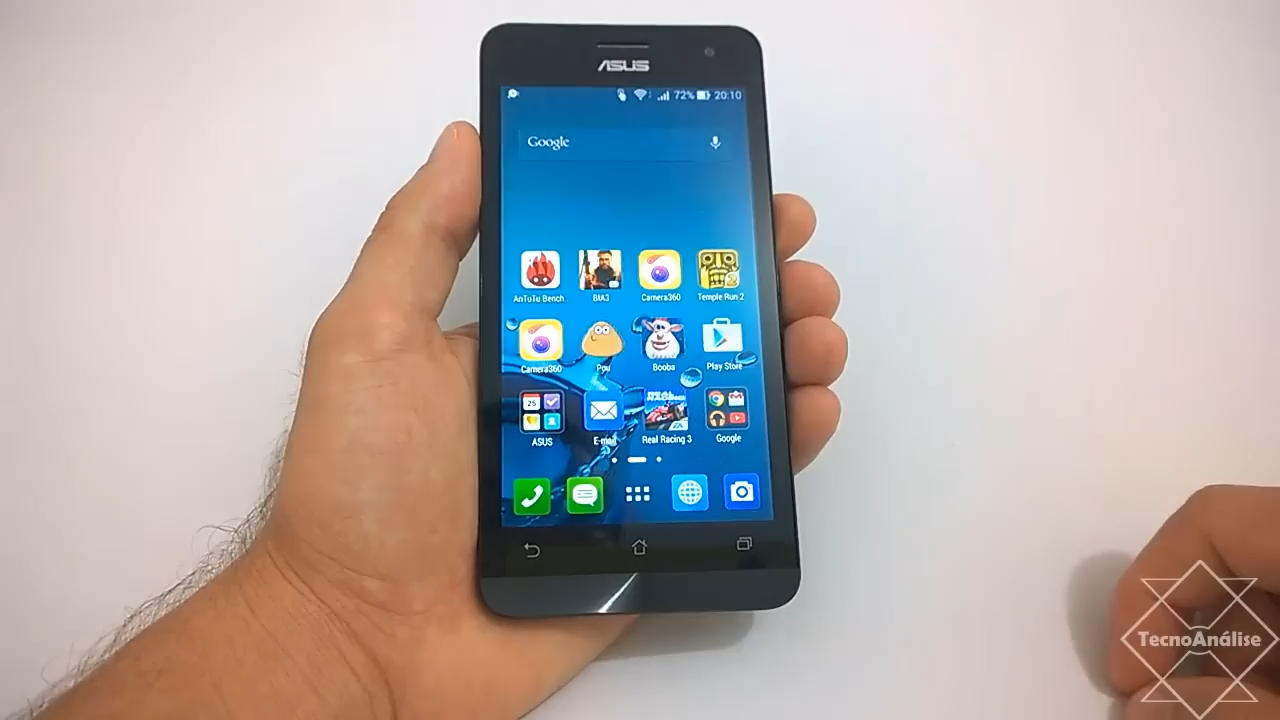 ASUS
72% 20:10
Google
AnTuTu Bench
BIA3
Camera360
Temple Run 2
Camera360
Pou
Booba
Play Store
25
ASUS
E-mail
Real Racing 3
Google
TecnoAnálise